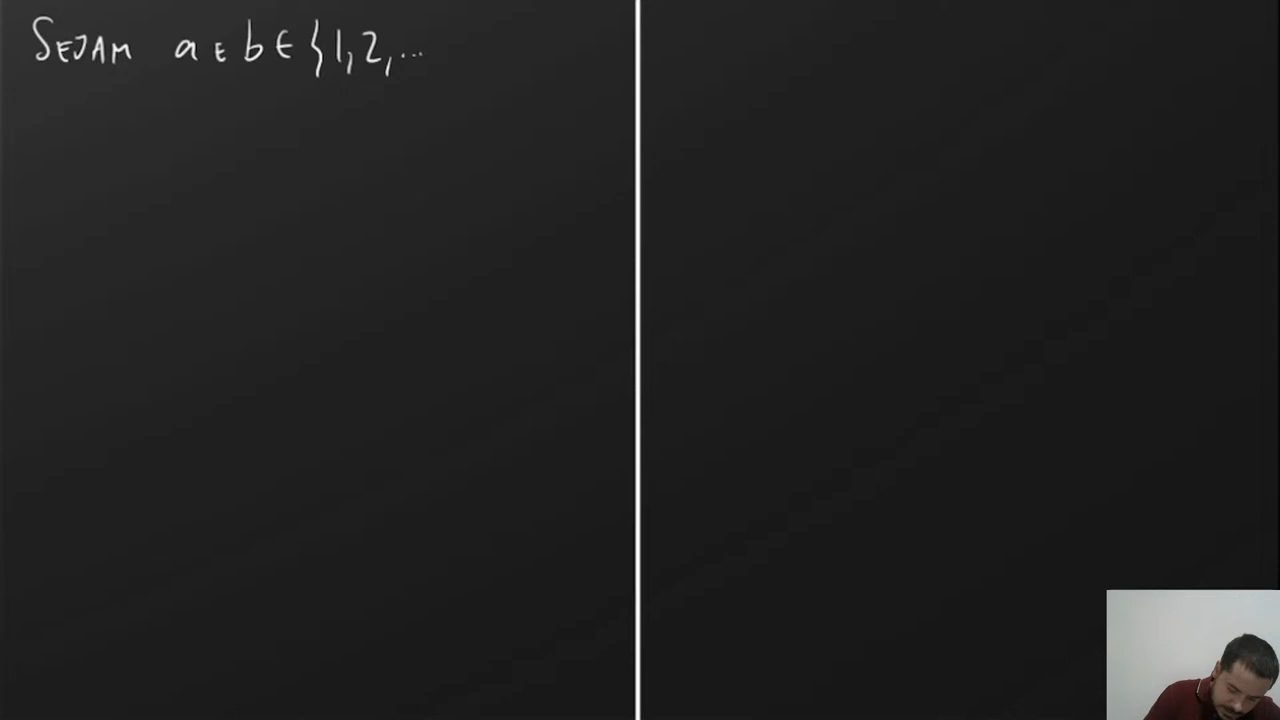 SEJAM a E b ∈ {1, 2, ...